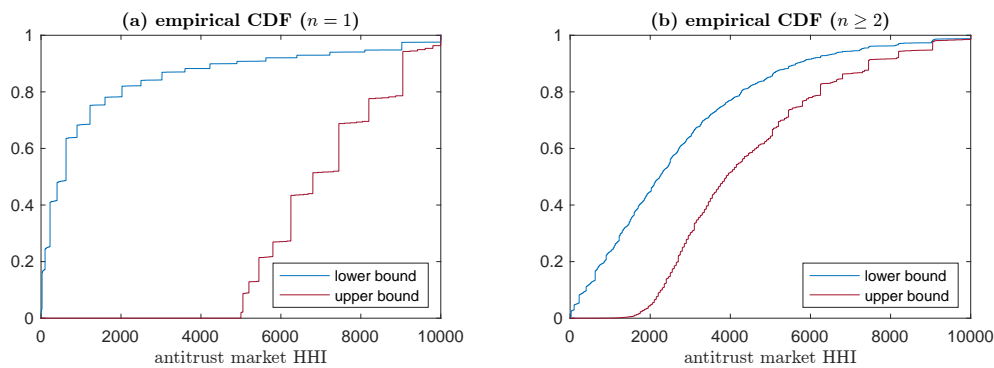 (a) empirical CDF (n = 1)
1
0.8
0.6
0.4
0.2
0
0 2000 4000 6000 8000 10000
antitrust market HHI
lower bound
upper bound
(b) empirical CDF (n ≥ 2)
1
0.8
0.6
0.4
0.2
0
0 2000 4000 6000 8000 10000
antitrust market HHI
lower bound
upper bound